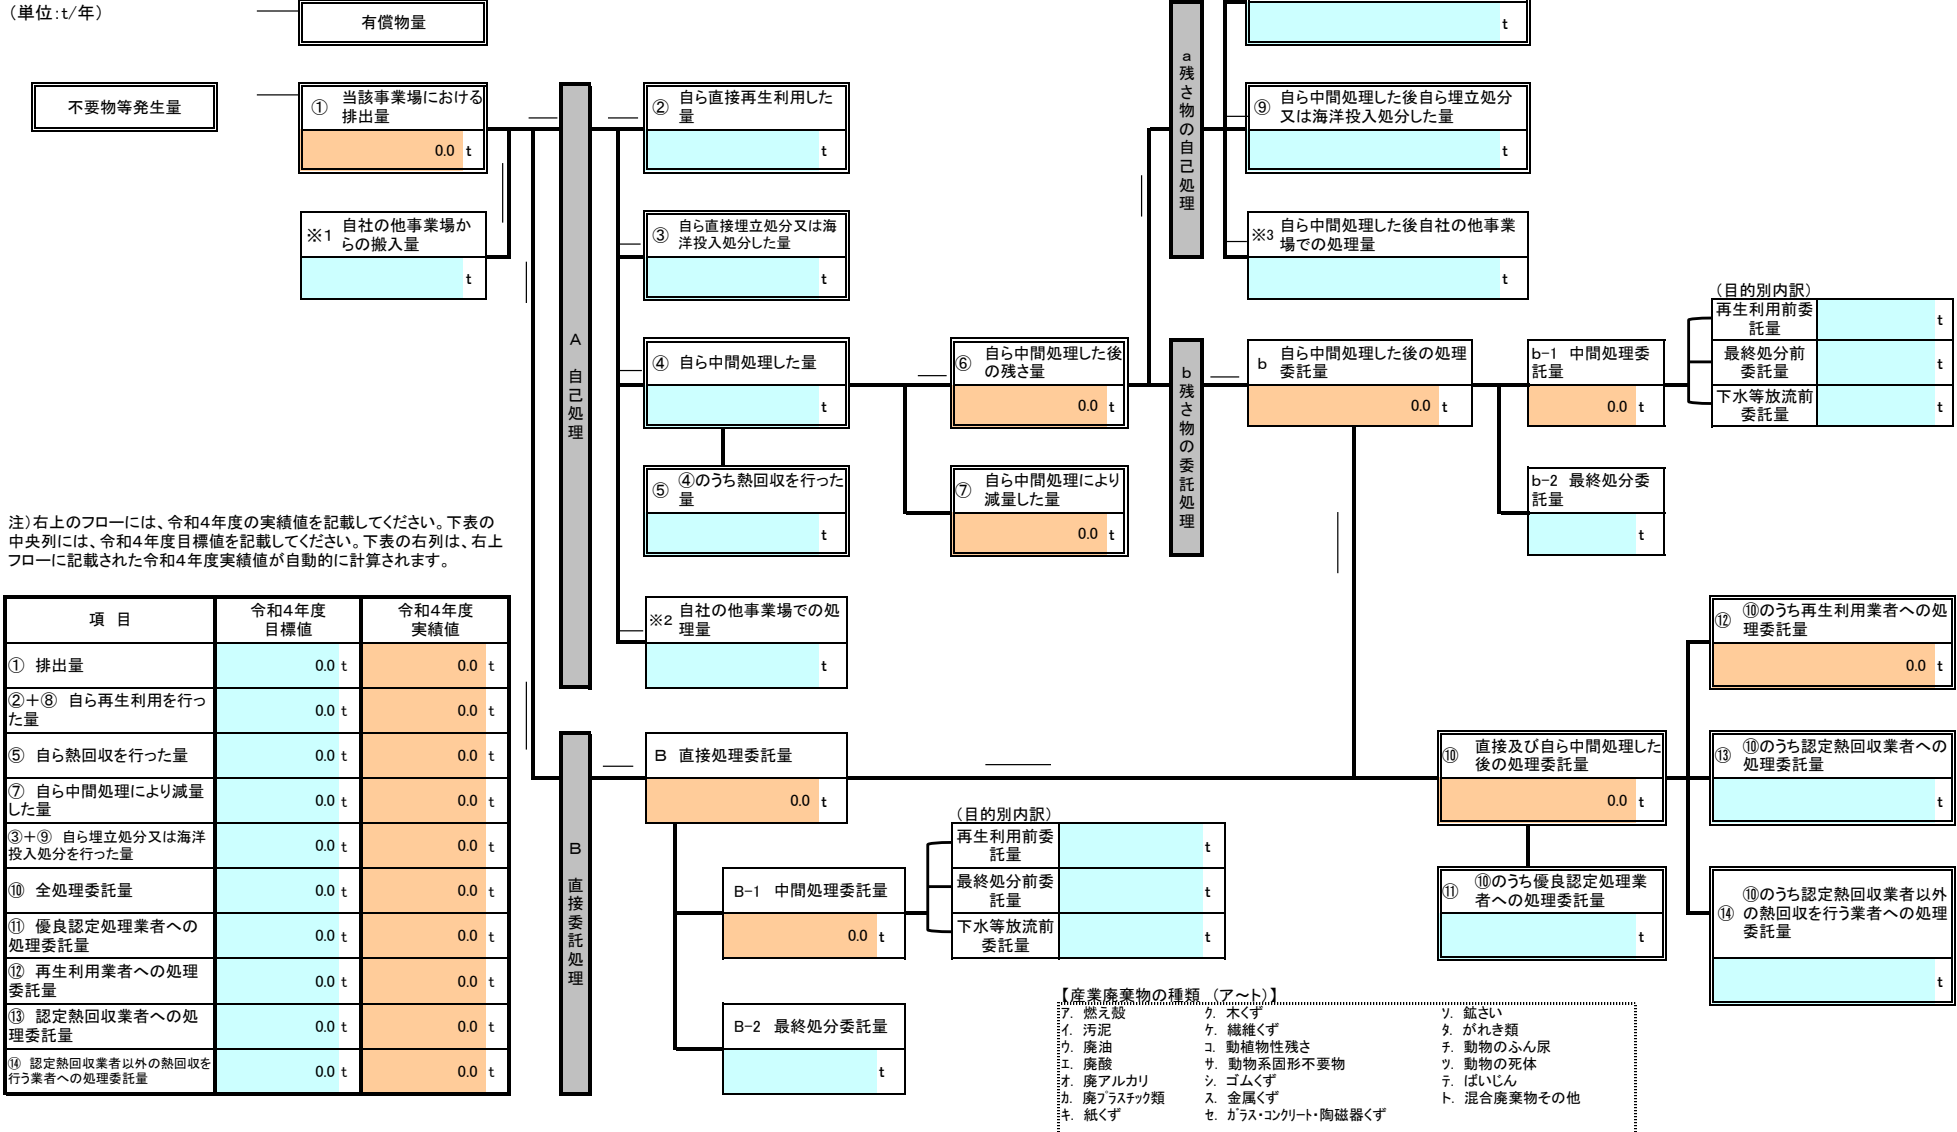 （単位：t/年）
有償物量
不要物等発生量
① 当該事業場における
排出量
0.0 t
※1 自社の他事業場か
らの搬入量
t
A 自己処理
② 自ら直接再生利用した
量
t
③ 自ら直接埋立処分又は海
洋投入処分した量
t
④ 自ら中間処理した量
t
⑤ ④のうち熱回収を行った
量
t
※2 自社の他事業場での処
理量
t
⑥ 自ら中間処理した後
の残さ量
0.0 t
⑦ 自ら中間処理により
減量した量
0.0 t
a 残さ物の自己処理
t
⑨ 自ら中間処理した後自ら埋立処分
又は海洋投入処分した量
t
※3 自ら中間処理した後自社の他事業
場での処理量
t
b 残さ物の委託処理
b 自ら中間処理した後の処理
委託量
0.0 t
b-1 中間処理委
託量
0.0 t
b-2 最終処分委
託量
t
（目的別内訳）
再生利用前委
託量
t
最終処分前
委託量
t
下水等放流前
委託量
t
注）右上のフローには、令和4年度の実績値を記載してください。下表の
中央列には、令和4年度目標値を記載してください。下表の右列は、右上
フローに記載された令和4年度実績値が自動的に計算されます。
項 目
令和4年度
目標値
令和4年度
実績値
① 排出量
0.0 t 0.0 t
②＋⑧ 自ら再生利用を行っ
た量
0.0 t 0.0 t
⑤ 自ら熱回収を行った量
0.0 t 0.0 t
⑦ 自ら中間処理により減量
した量
0.0 t 0.0 t
③＋⑨ 自ら埋立処分又は海洋
投入処分を行った量
0.0 t 0.0 t
⑩ 全処理委託量
0.0 t 0.0 t
⑪ 優良認定処理業者への
処理委託量
0.0 t 0.0 t
⑫ 再生利用業者への処理
委託量
0.0 t 0.0 t
⑬ 認定熱回収業者への処
理委託量
0.0 t 0.0 t
⑭ 認定熱回収業者以外の熱回収を
行う業者への処理委託量
0.0 t 0.0 t
B 直接委託処理
B 直接処理委託量
0.0 t
B-1 中間処理委託量
0.0 t
B-2 最終処分委託量
t
（目的別内訳）
再生利用前委
託量
t
最終処分前委
託量
t
下水等放流前
委託量
t
⑩ 直接及び自ら中間処理した
後の処理委託量
0.0 t
⑪ ⑩のうち優良認定処理業
者への処理委託量
t
⑫ ⑩のうち再生利用業者への処
理委託量
0.0 t
⑬ ⑩のうち認定熱回収業者への
処理委託量
t
⑭ ⑩のうち認定熱回収業者以外
の熱回収を行う業者への処理
委託量
t
【産業廃棄物の種類 （ア～ト）】
ア. 燃え殻 ク. 木くず ソ. 鉱さい
イ. 汚泥 ケ. 繊維くず タ. がれき類
ウ. 廃油 コ. 動植物性残さ チ. 動物のふん尿
エ. 廃酸 サ. 動物系固形不要物 ツ. 動物の死体
オ. 廃アルカリ シ. ゴムくず テ. ばいじん
カ. 廃プラスチック類 ス. 金属くず ト. 混合廃棄物その他
キ. 紙くず セ. ガラス・コンクリート・陶磁器くず